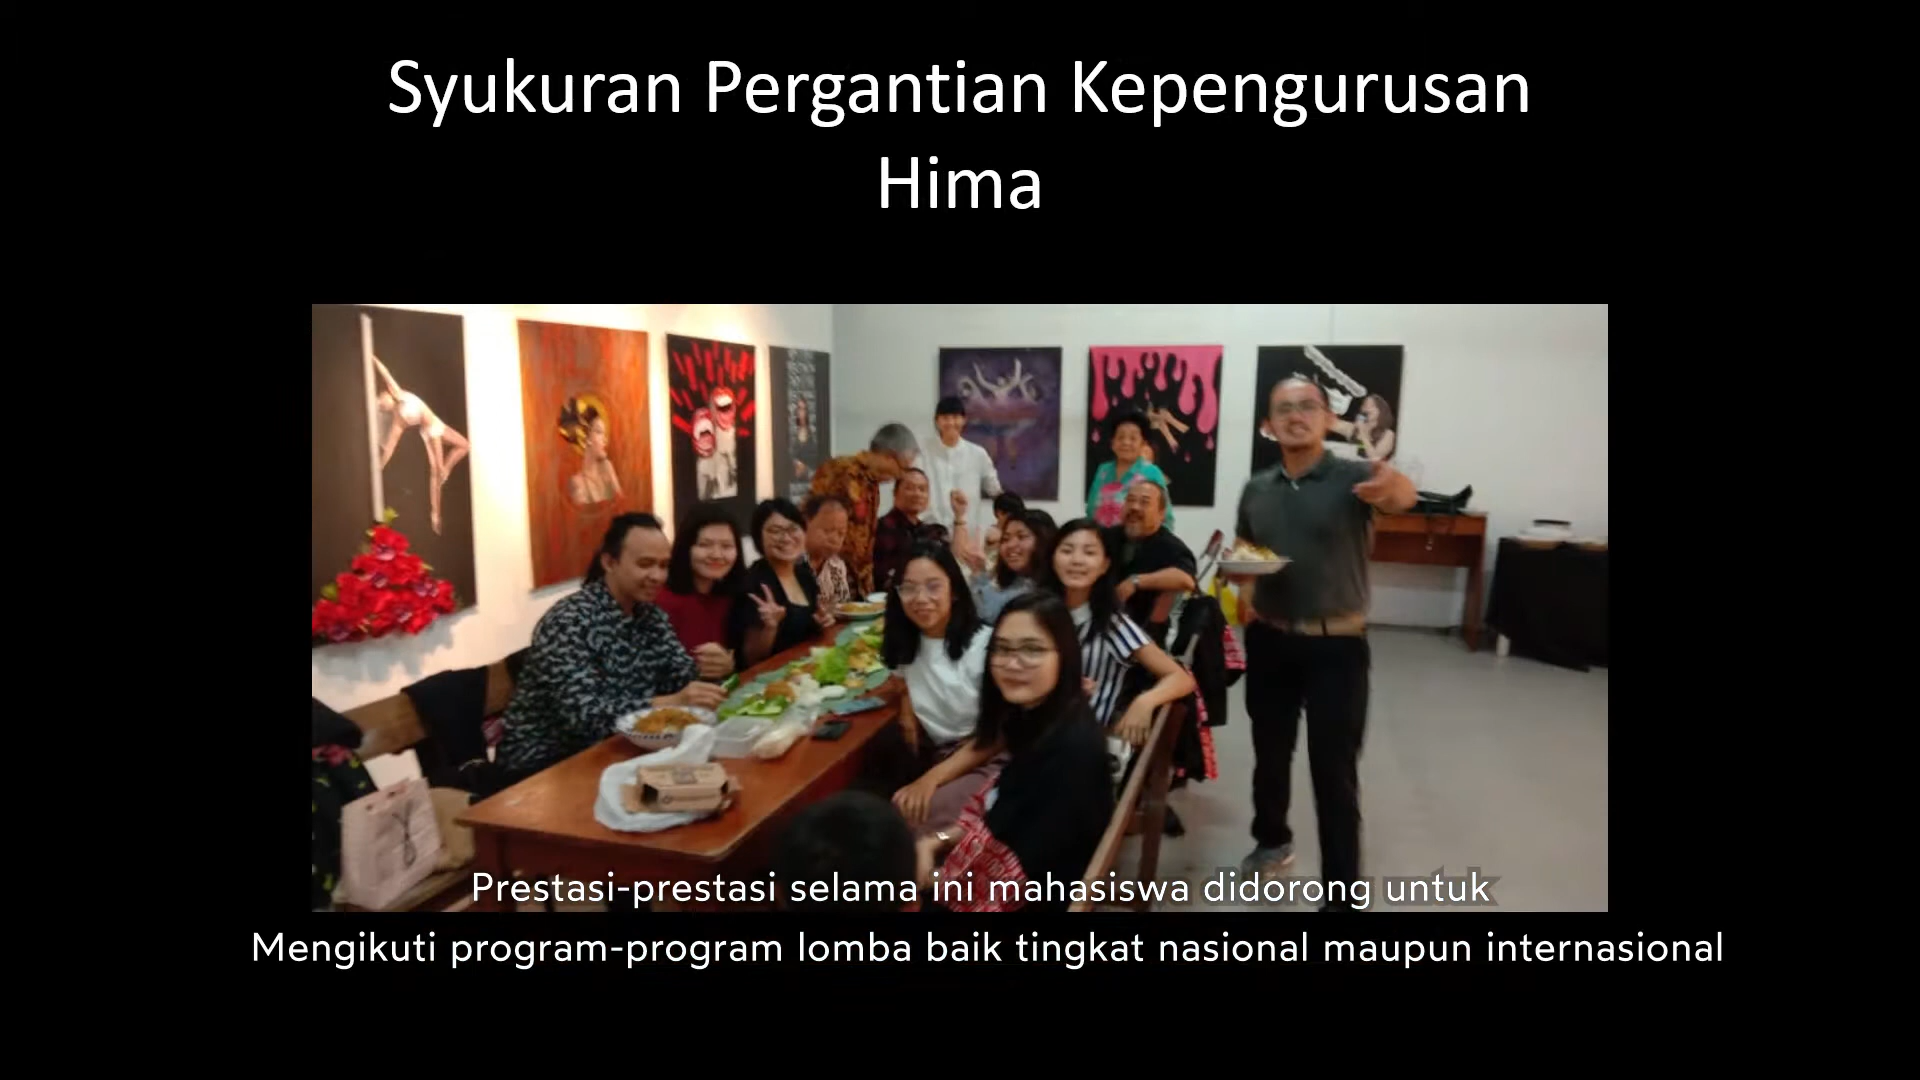 Syukuran Pergantian Kepengurusan
Hima
Prestasi-prestasi selama ini mahasiswa didorong untuk
Mengikuti program-program lomba baik tingkat nasional maupun internasional